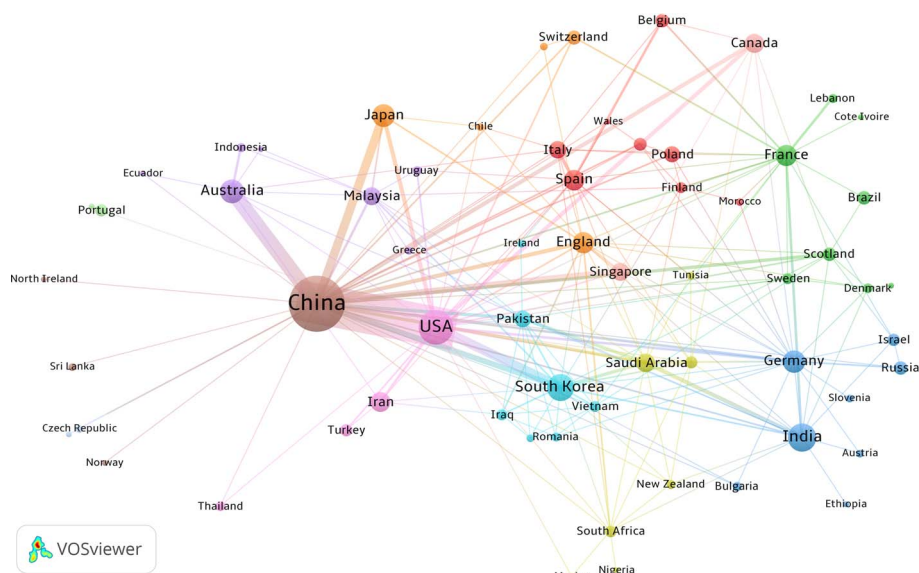 Belgium
Switzerland
Canada
Lebanon
Japan
Cote Ivoire
Chile
Wales
Indonesia
Italy
Poland
France
Ecuador
Uruguay
Australia
Malaysia
Spain
Finland
Brazil
Portugal
Morocco
Greece
Ireland
England
Scotland
North Ireland
Singapore
Tunisia
Sweden
Denmark
China
USA
Pakistan
Israel
Sri Lanka
Saudi Arabia
Germany
Russia
South Korea
Iran
Vietnam
Slovenia
Iraq
Czech Republic
Turkey
Romania
India
Norway
Austria
New Zealand
Bulgaria
Thailand
Ethiopia
South Africa
VOSviewer
Nigeria